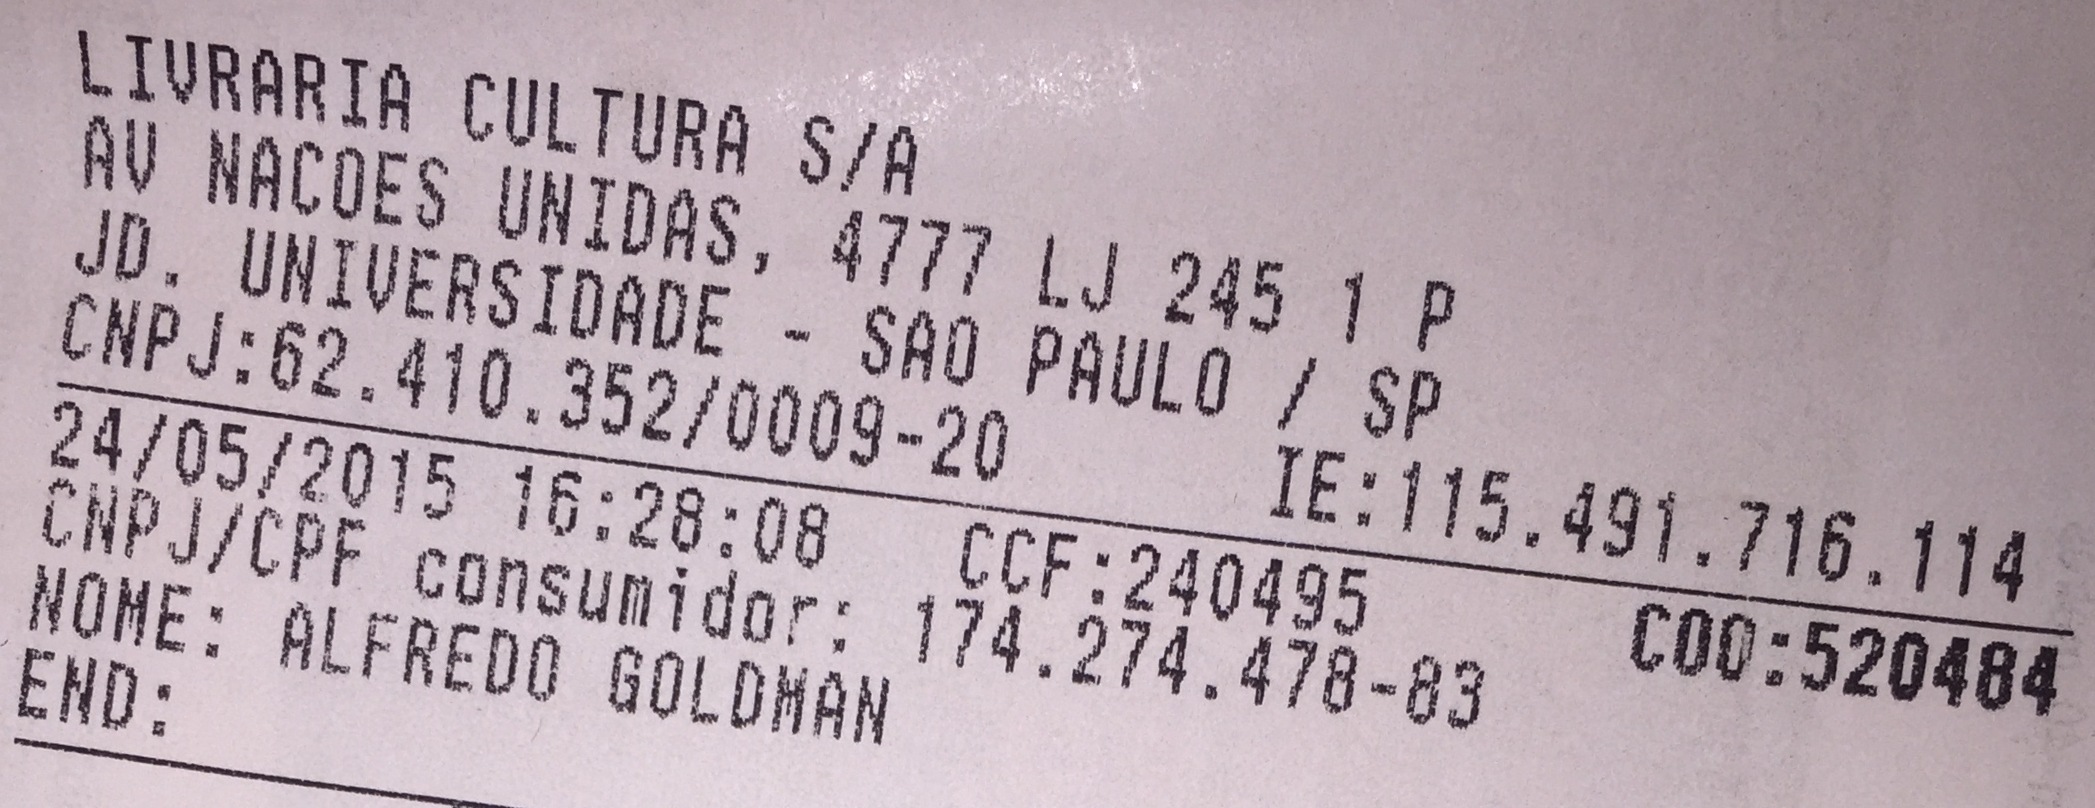 LIVRARIA CULTURA S/A
AV NACOES UNIDAS, 4777 LJ 245 1 P
JD. UNIVERSIDADE - SAO PAULO / SP
CNPJ:62.410.352/0009-20 IE:115.491.716.114
24/05/2015 16:28:08 CCF:240495 COO:520484
CNPJ/CPF consumidor: 174.274.478-83
NOME: ALFREDO GOLDMAN
END: